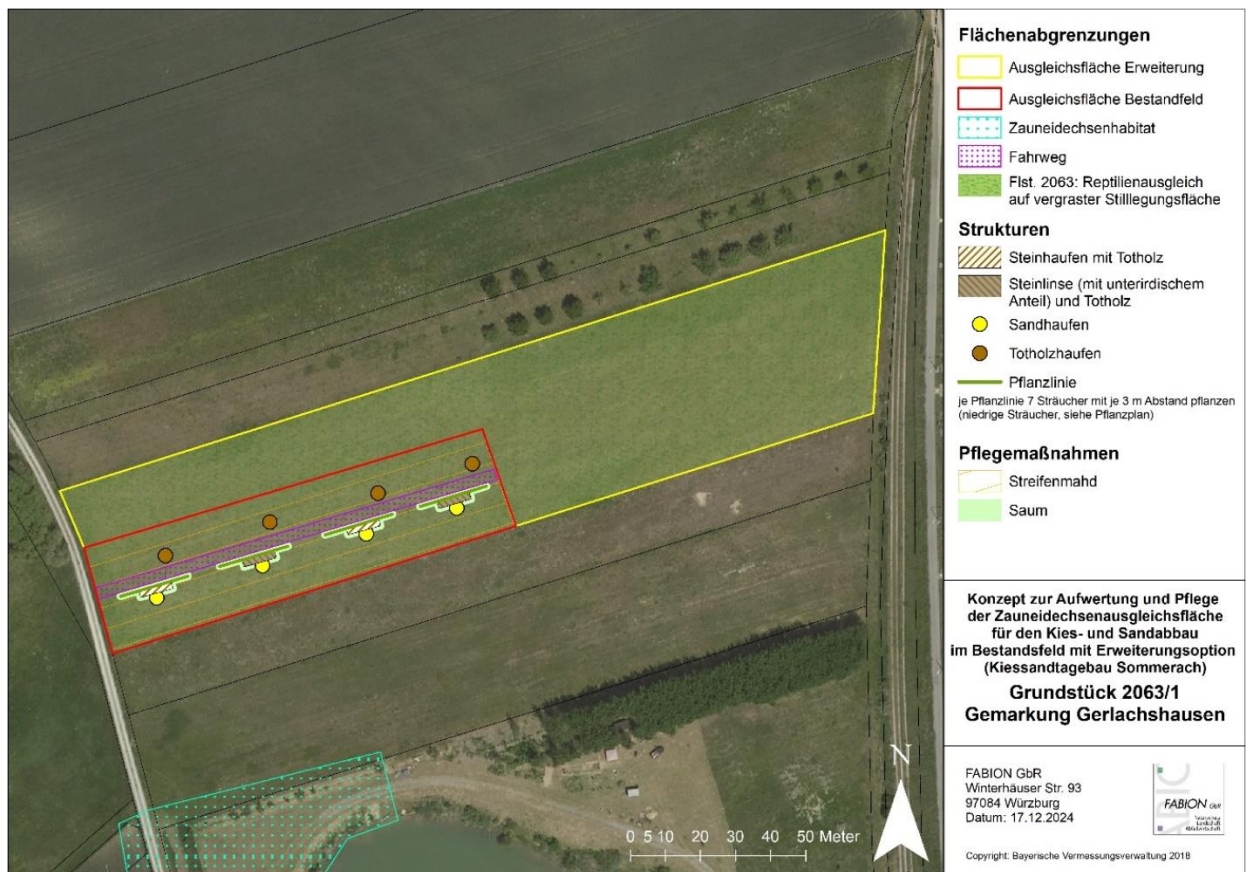 Flächenabgrenzungen
Ausgleichsfläche Erweiterung
Ausgleichsfläche Bestandfeld
Zauneidechsenhabitat
Fahrweg
Flst. 2063: Reptilienausgleich
auf vergraster Stilllegungsfläche
Strukturen
Steinhaufen mit Totholz
Steinlinse (mit unterirdischem
Anteil) und Totholz
Sandhaufen
Totholzhaufen
Pflanzlinie
je Pflanzlinie 7 Sträucher mit je 3 m Abstand pflanzen
(niedrige Sträucher, siehe Pflanzplan)
Pflegemaßnahmen
Streifenmahd
Saum
Konzept zur Aufwertung und Pflege
der Zauneidechsenausgleichsfläche
für den Kies- und Sandabbau
im Bestandsfeld mit Erweiterungsoption
(Kiessandtagebau Sommerach)
Grundstück 2063/1
Gemarkung Gerlachshausen
N
0 5 10 20 30 40 50 Meter
FABION GbR
Winterhäuser Str. 93
97084 Würzburg
Datum: 17.12.2024
FABION GbR
Naturschutz
Landschaft
Copyright: Bayerische Vermessungsverwaltung 2018